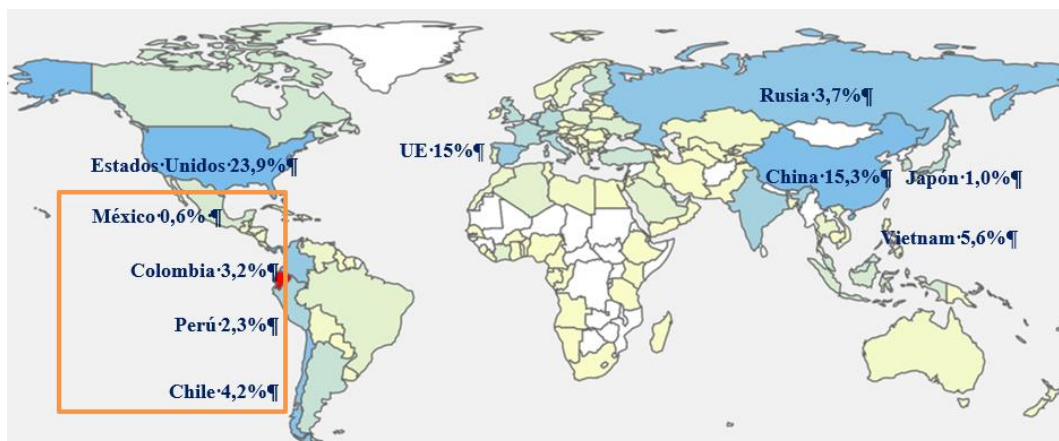 Rusia·3,7%¶
UE·15%¶
Estados·Unidos·23,9%¶
China·15,3%¶
Japón·1,0%¶
México·0,6%·¶
Vietnam·5,6%¶
Colombia·3,2%¶
Perú·2,3%¶
Chile·4,2%¶